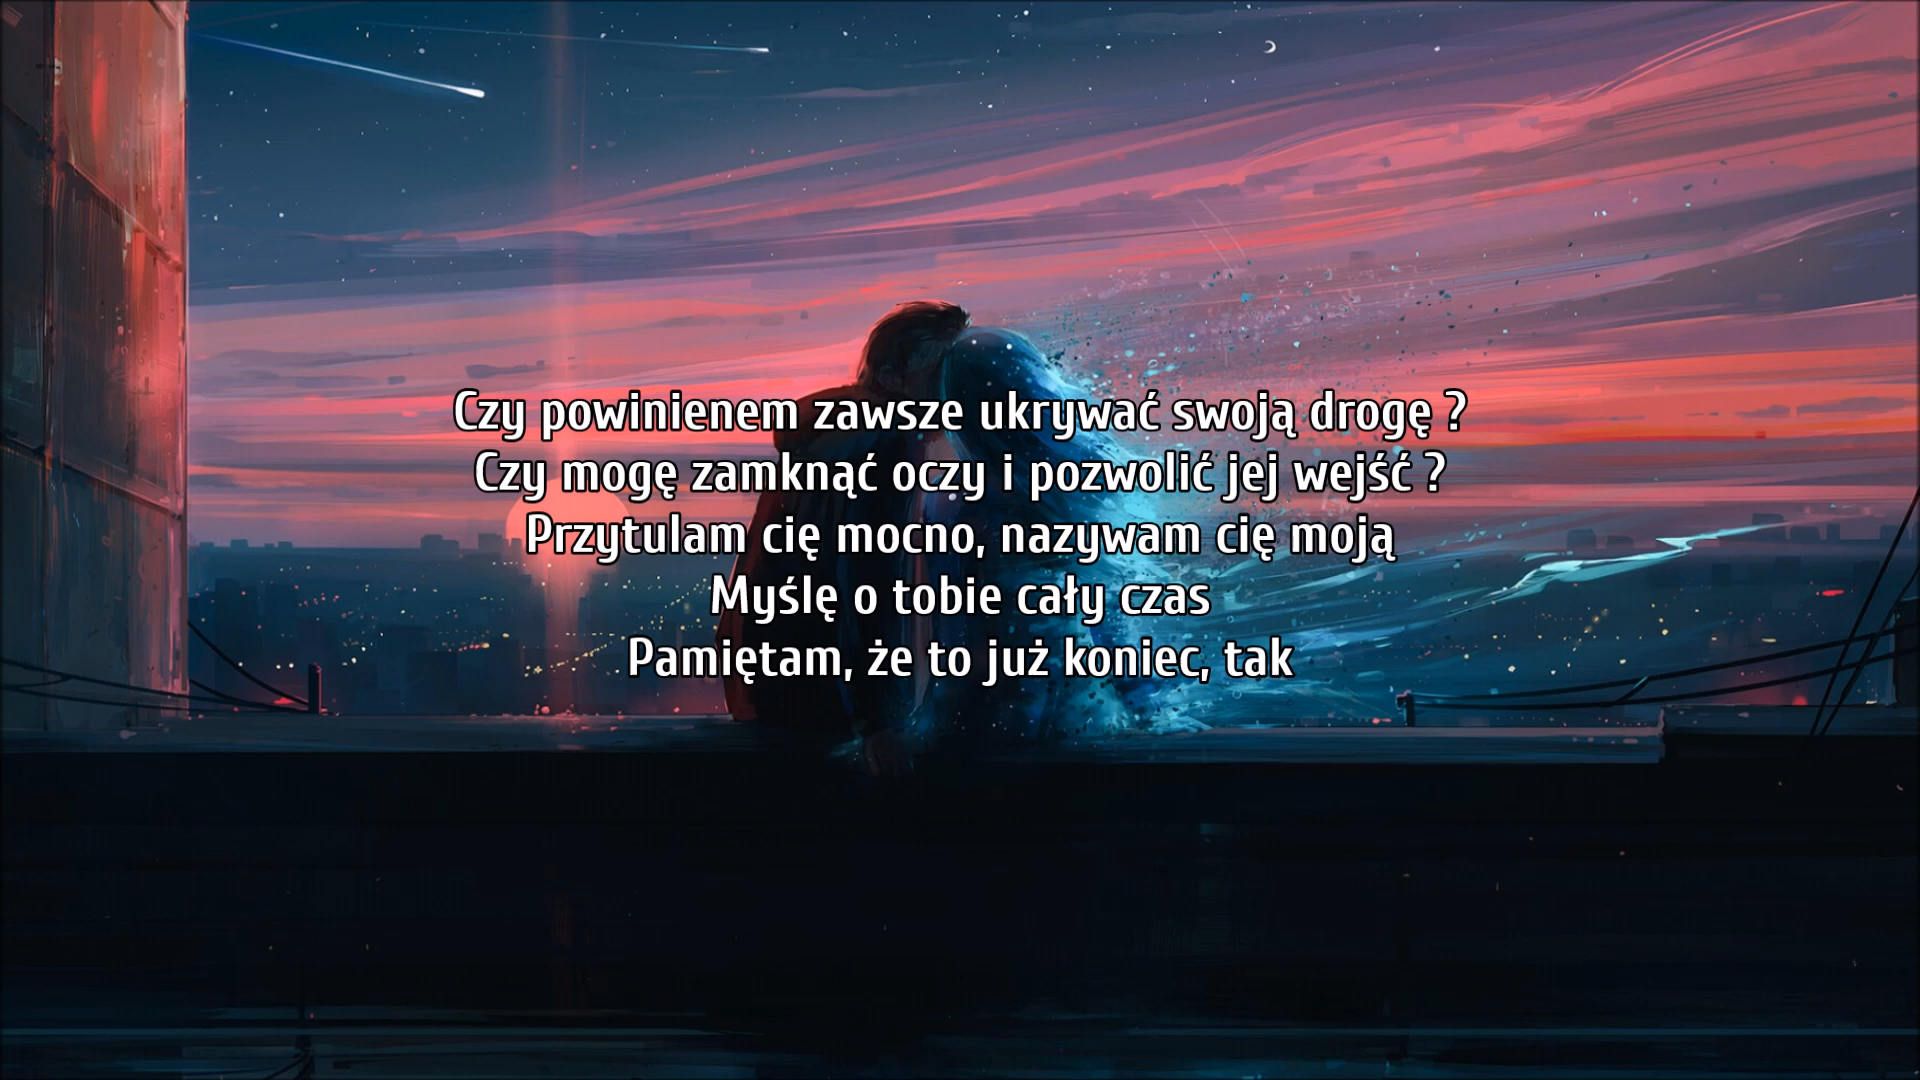 Czy powinienem zawsze ukrywać swoją drogę ?
Czy mogę zamknąć oczy i pozwolić jej wejść ?
Przytulam cię mocno, nazywam cię moją
Myślę o tobie cały czas
Pamiętam, że to już koniec, tak